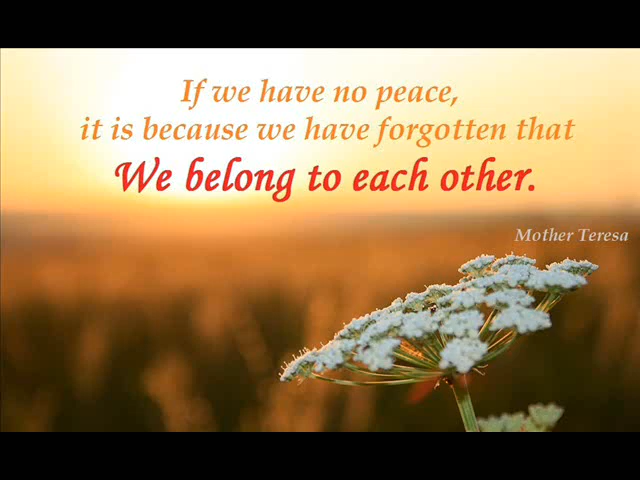 If we have no peace,
it is because we have forgotten that
We belong to each other.
Mother Teresa